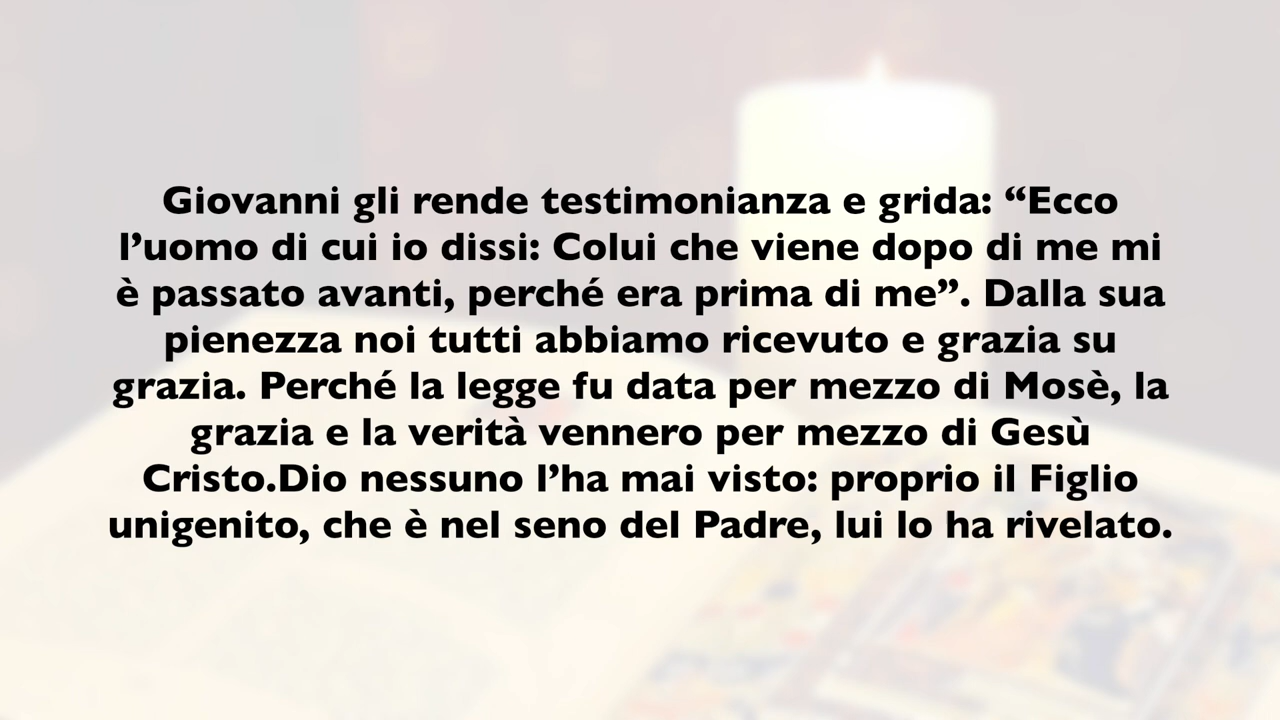 Giovanni gli rende testimonianza e grida: “Ecco
l’uomo di cui io dissi: Colui che viene dopo di me mi
è passato avanti, perché era prima di me”. Dalla sua
pienezza noi tutti abbiamo ricevuto e grazia su
grazia. Perché la legge fu data per mezzo di Mosè, la
grazia e la verità vennero per mezzo di Gesù
Cristo.Dio nessuno l’ha mai visto: proprio il Figlio
unigenito, che è nel seno del Padre, lui lo ha rivelato.